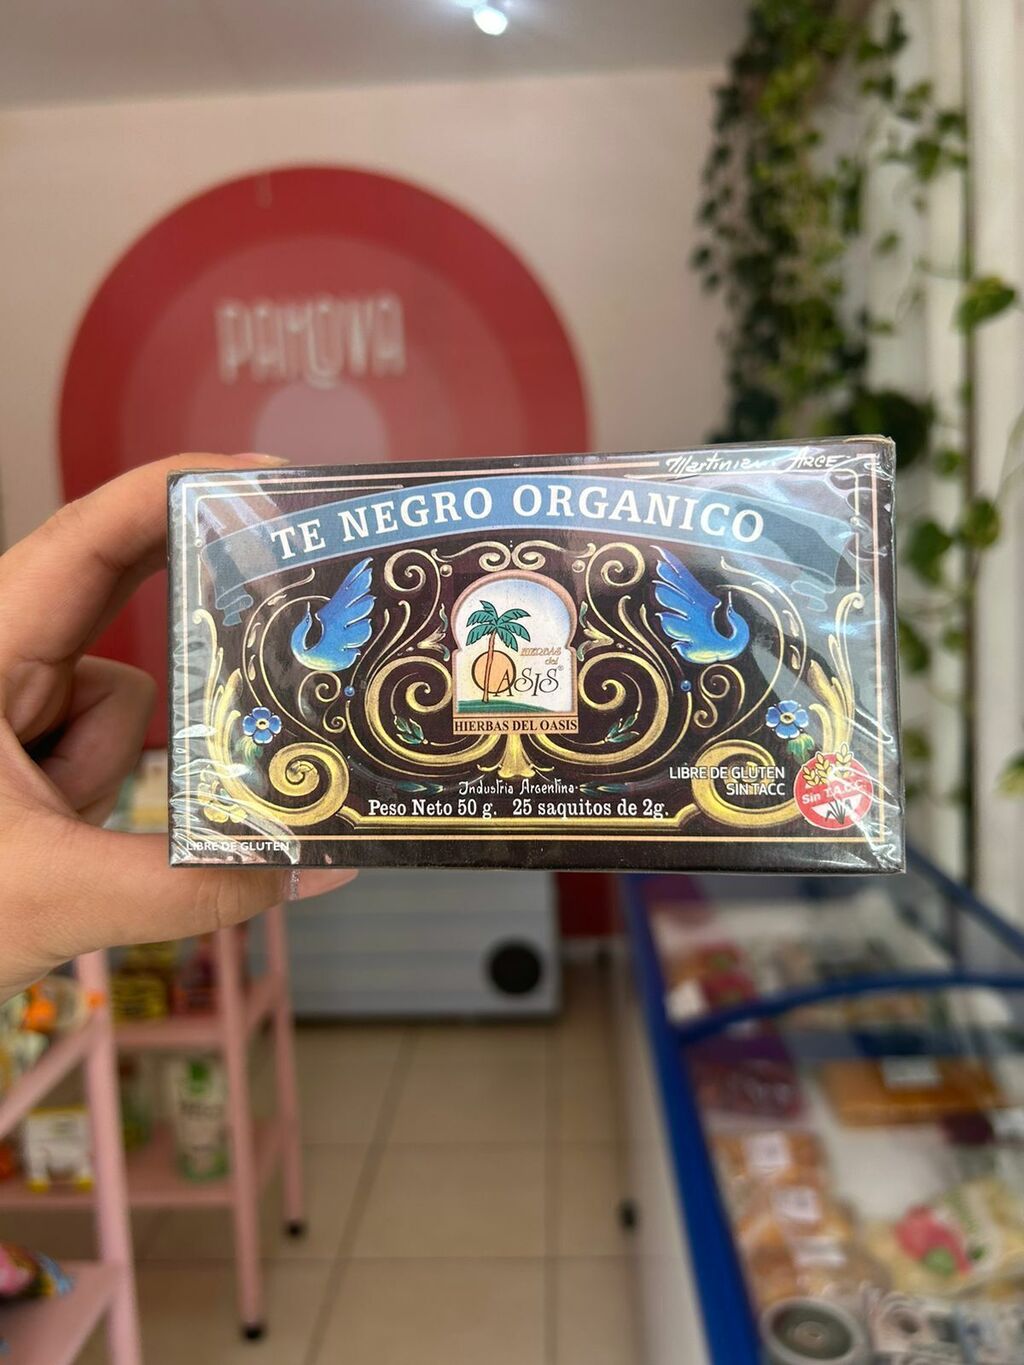 PAMOVA
Martiniano ARCE
TE NEGRO ORGANICO
HIERBAS
del
OASIS®
HIERBAS DEL OASIS
LIBRE DE GLUTEN
SIN TACC
Sin T.A.C.C.
Industria Argentina
Peso Neto 50 g. 25 saquitos de 2g.
LIBRE DE GLUTEN